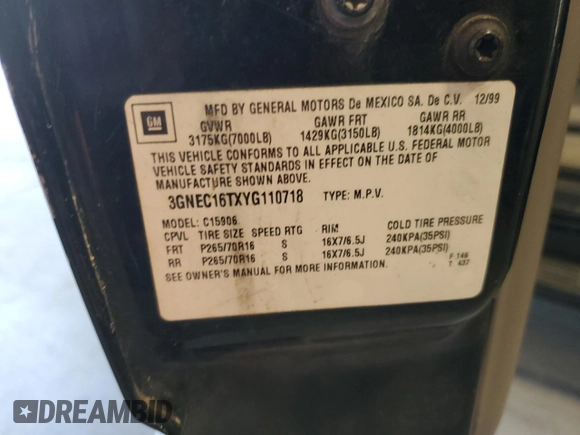 GM
MFD BY GENERAL MOTORS De MEXICO SA. De C.V. 12/99
GVWR GAWR FRT GAWR RR
3175KG(7000LB) 1429KG(3150LB) 1814KG(4000LB)
THIS VEHICLE CONFORMS TO ALL APPLICABLE U.S. FEDERAL MOTOR
VEHICLE SAFETY STANDARDS IN EFFECT ON THE DATE OF
MANUFACTURE SHOWN ABOVE.
3GNEC16TXYG110718 TYPE: M.P.V.
MODEL: C15906
CPVL TIRE SIZE SPEED RTG RIM COLD TIRE PRESSURE
FRT P265/70R16 S 16X7/6.5J 240KPA(35PSI)
RR P265/70R16 S 16X7/6.5J 240KPA(35PSI)
SEE OWNER'S MANUAL FOR MORE INFORMATION.
F 146
T 437
DREAMBID